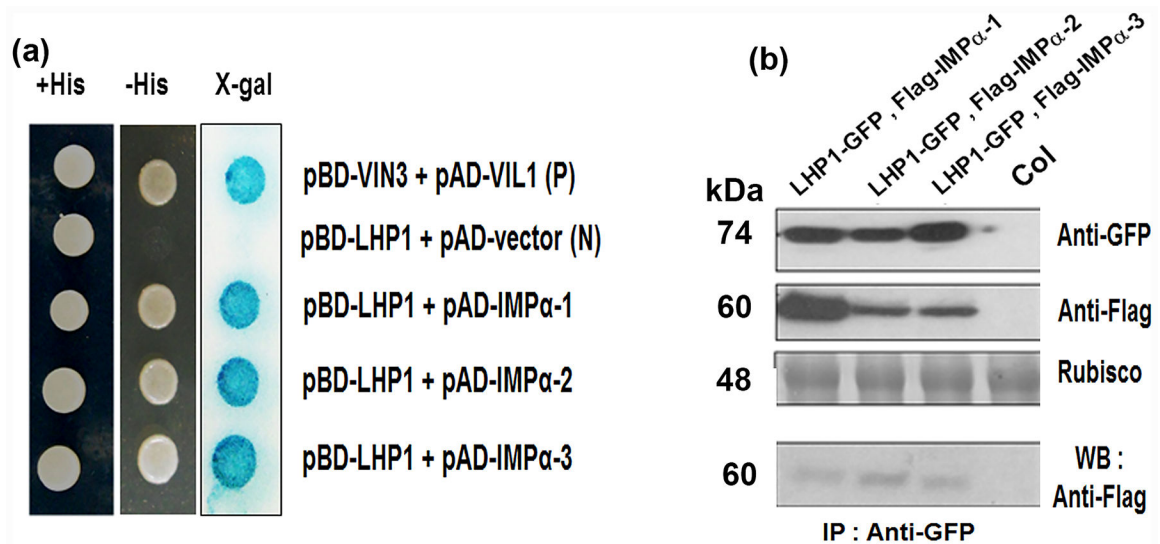 (a)
+His -His X-gal
pBD-VIN3 + pAD-VIL1 (P)
pBD-LHP1 + pAD-vector (N)
pBD-LHP1 + pAD-IMPα-1
pBD-LHP1 + pAD-IMPα-2
pBD-LHP1 + pAD-IMPα-3
(b)
LHP1-GFP , Flag-IMPα-1
LHP1-GFP , Flag-IMPα-2
LHP1-GFP , Flag-IMPα-3
Col
kDa
74 Anti-GFP
60 Anti-Flag
48 Rubisco
60 WB :
Anti-Flag
IP : Anti-GFP